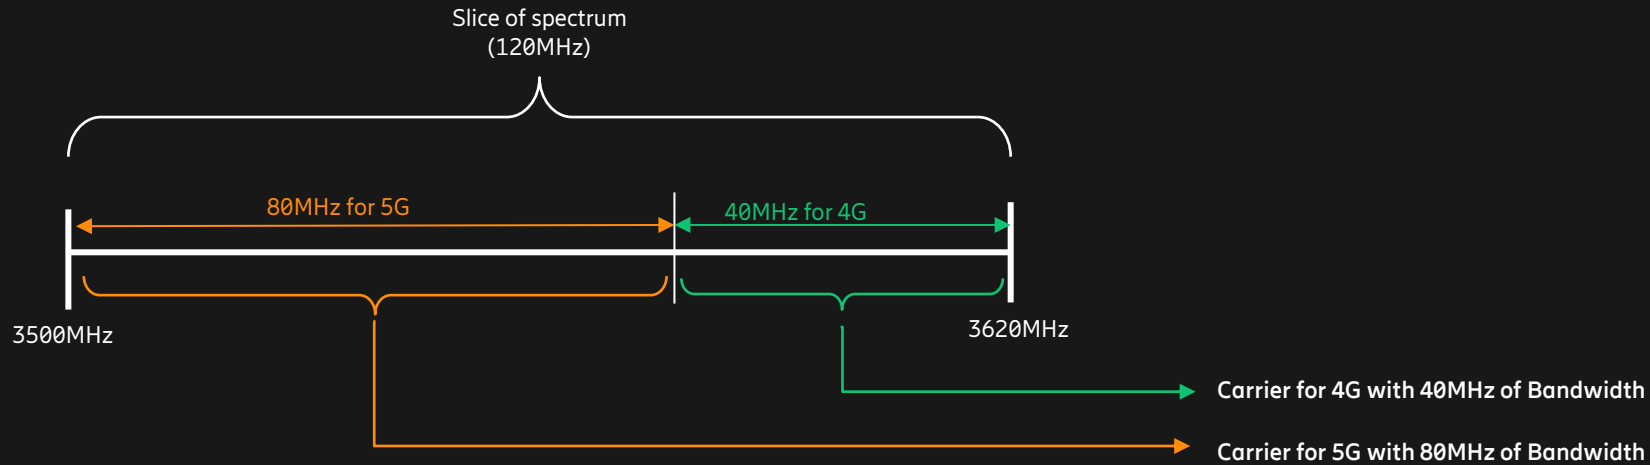 Slice of spectrum
(120MHz)
80MHz for 5G
40MHz for 4G
3500MHz
3620MHz
Carrier for 4G with 40MHz of Bandwidth
Carrier for 5G with 80MHz of Bandwidth